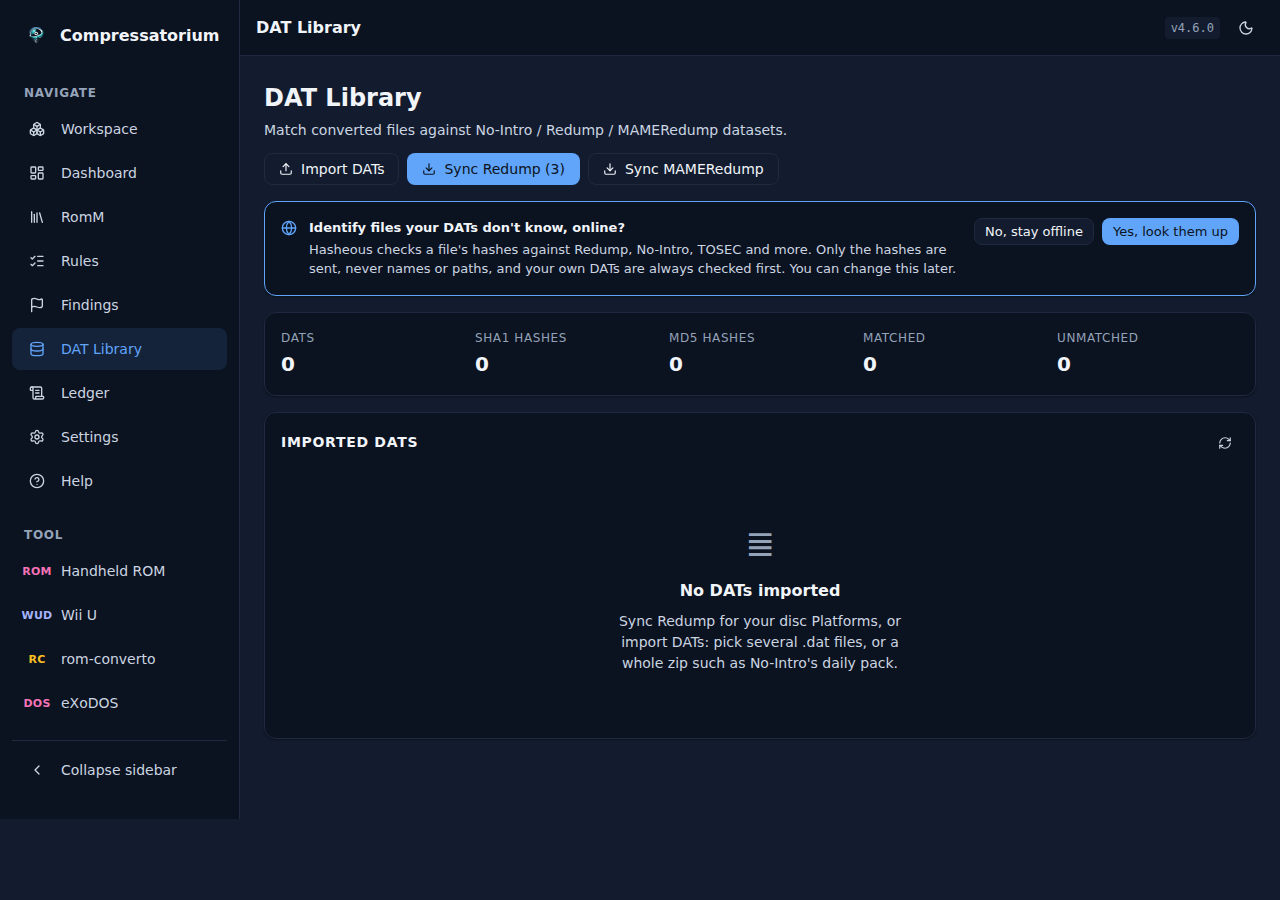 Compressatorium
NAVIGATE
Workspace
Dashboard
RomM
Rules
Findings
DAT Library
Ledger
Settings
Help
TOOL
ROM Handheld ROM
WUD Wii U
RC rom-converto
DOS eXoDOS
Collapse sidebar
DAT Library
v4.6.0
DAT Library
Match converted files against No-Intro / Redump / MAMERedump datasets.
Import DATs
Sync Redump (3)
Sync MAMERedump
Identify files your DATs don't know, online?
Hasheous checks a file's hashes against Redump, No-Intro, TOSEC and more. Only the hashes are
sent, never names or paths, and your own DATs are always checked first. You can change this later.
No, stay offline
Yes, look them up
DATS
0
SHA1 HASHES
0
MD5 HASHES
0
MATCHED
0
UNMATCHED
0
IMPORTED DATS
No DATs imported
Sync Redump for your disc Platforms, or
import DATs: pick several .dat files, or a
whole zip such as No-Intro's daily pack.